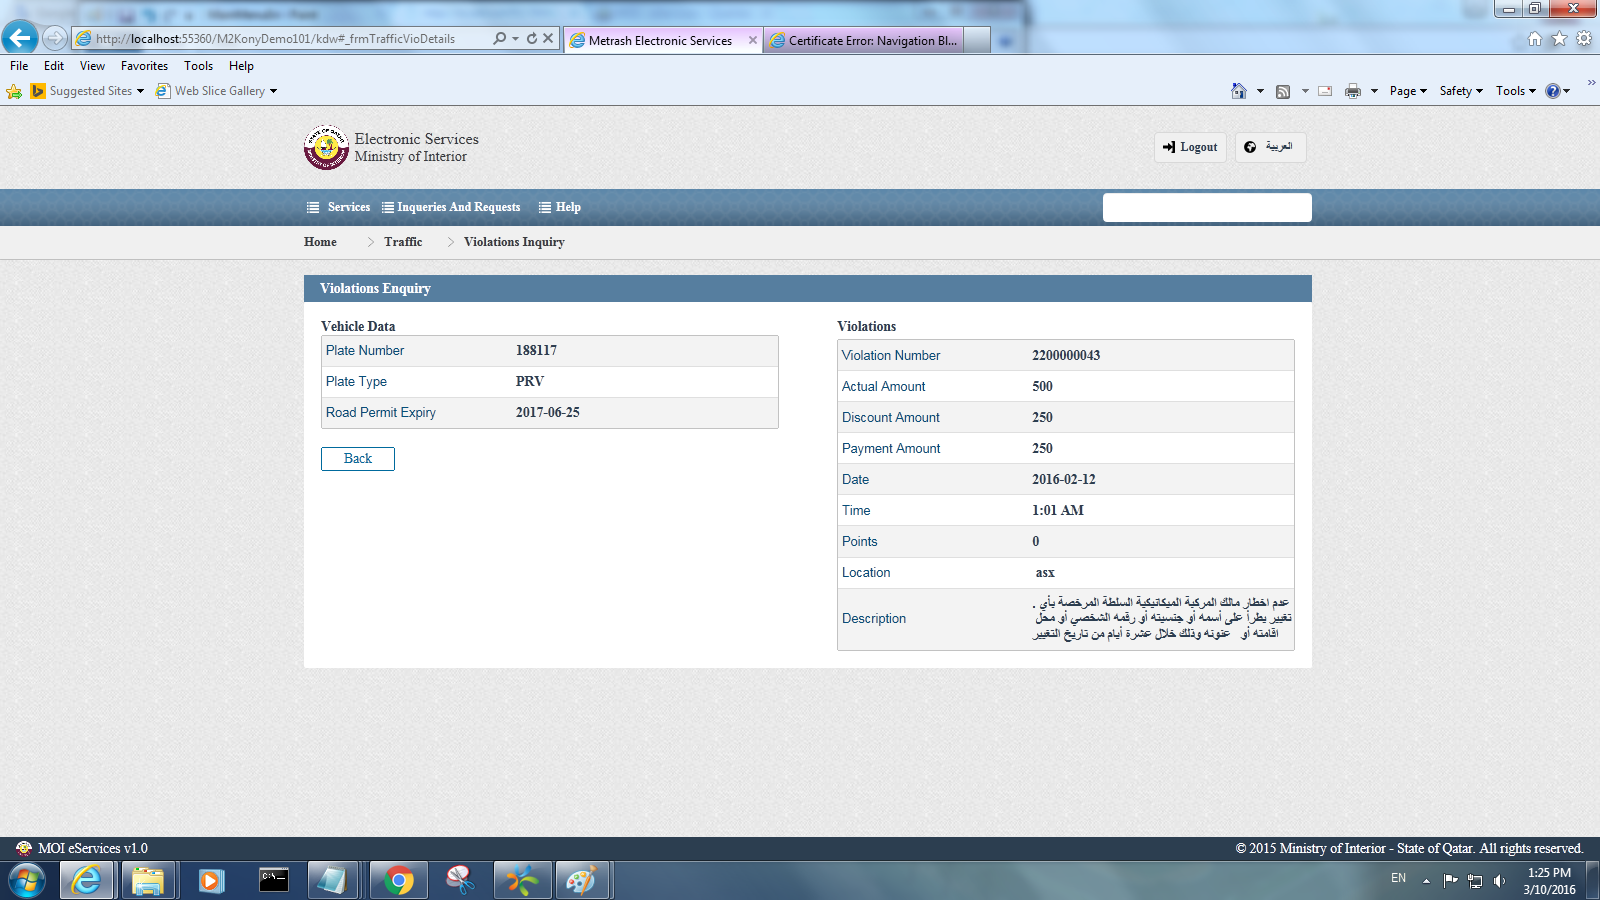 http://localhost:55360/M2KonyDemo101/kdw#_frmTrafficVioDetails
Metrash Electronic Services
Certificate Error: Navigation Bl...
File Edit View Favorites Tools Help
Suggested Sites Web Slice Gallery
Page Safety Tools
Electronic Services
Ministry of Interior
Logout
العربية
Services Inqueries And Requests Help
Home Traffic Violations Inquiry
Violations Enquiry
Vehicle Data
Plate Number 188117
Plate Type PRV
Road Permit Expiry 2017-06-25
Back
Violations
Violation Number 2200000043
Actual Amount 500
Discount Amount 250
Payment Amount 250
Date 2016-02-12
Time 1:01 AM
Points 0
Location asx
Description
عدم اخطار مالك المركبة الميكانيكية السلطة المرخصة بأي .
تغيير يطرأ على أسمه أو جنسيته أو رقمه الشخصي أو محل
اقامته أو عنونه وذلك خلال عشرة أيام من تاريخ التغيير
MOI eServices v1.0
© 2015 Ministry of Interior - State of Qatar. All rights reserved.
EN
1:25 PM
3/10/2016